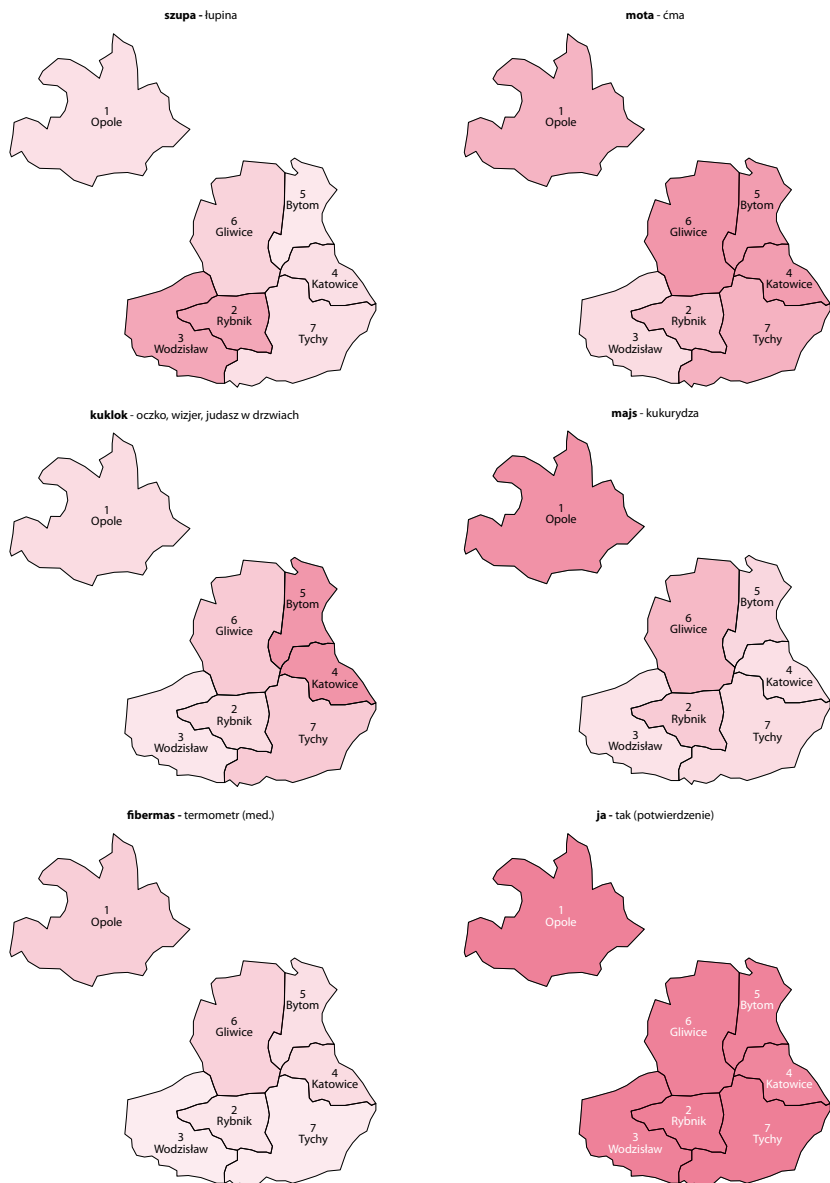 szupa - łupina
1
Opole
5
Bytom
6
Gliwice
4
Katowice
2
Rybnik
3
Wodzisław
7
Tychy
mota - ćma
1
Opole
5
Bytom
6
Gliwice
4
Katowice
2
Rybnik
3
Wodzisław
7
Tychy
kuklok - oczko, wizjer, judasz w drzwiach
1
Opole
5
Bytom
6
Gliwice
4
Katowice
2
Rybnik
3
Wodzisław
7
Tychy
majs - kukurydza
1
Opole
5
Bytom
6
Gliwice
4
Katowice
2
Rybnik
3
Wodzisław
7
Tychy
fibermas - termometr (med.)
1
Opole
5
Bytom
6
Gliwice
4
Katowice
2
Rybnik
3
Wodzisław
7
Tychy
ja - tak (potwierdzenie)
1
Opole
5
Bytom
6
Gliwice
4
Katowice
2
Rybnik
3
Wodzisław
7
Tychy